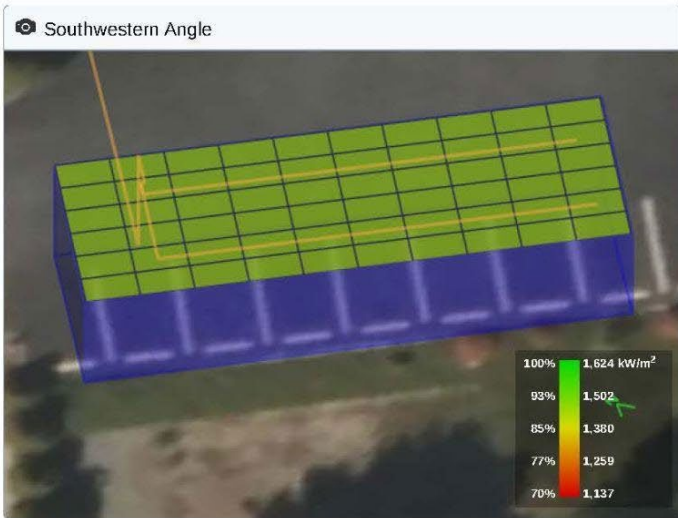 Southwestern Angle
100% 1,624 kW/m²
93% 1,502
85% 1,380
77% 1,259
70% 1,137